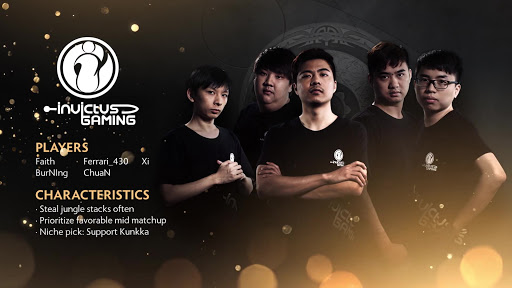 INVICTUS
GAMING
PLAYERS
Faith Ferrari_430 Xi
BurNIng ChuaN
CHARACTERISTICS
· Steal jungle stacks often
· Prioritize favorable mid matchup
· Niche pick: Support Kunkka